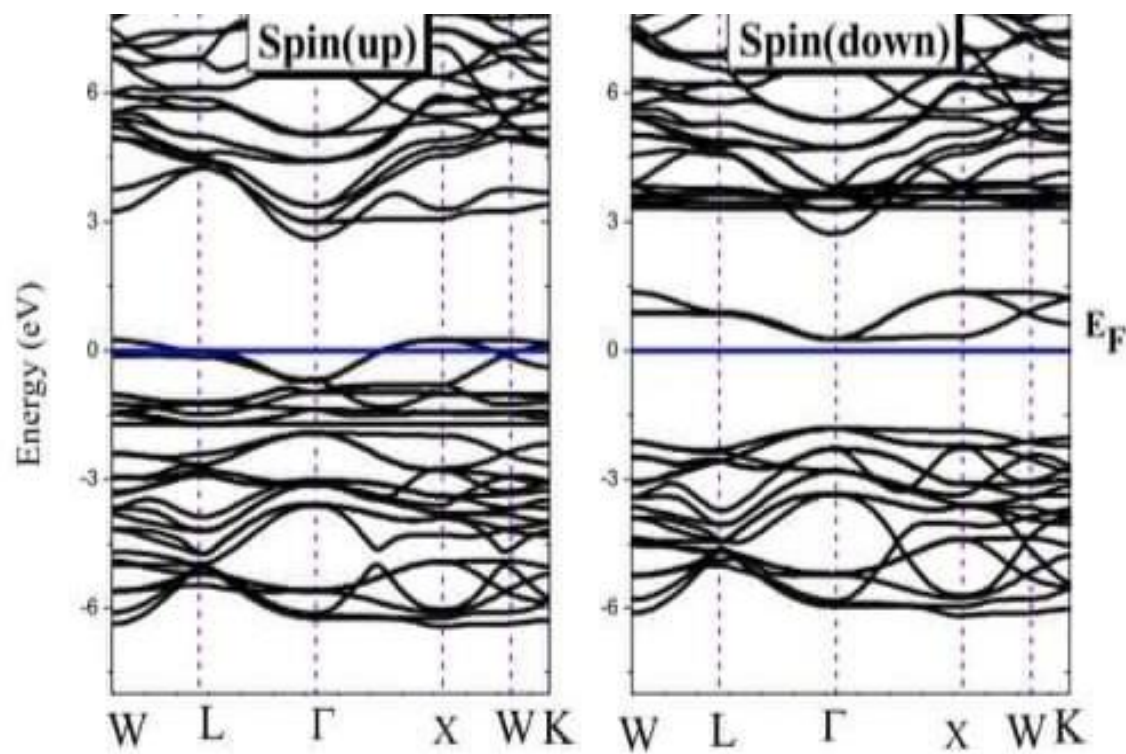 Spin(up)
Spin(down)
Energy (eV)
6
3
0
-3
-6
6
3
0
-3
-6
E_F
W L Γ X W K
W L Γ X W K